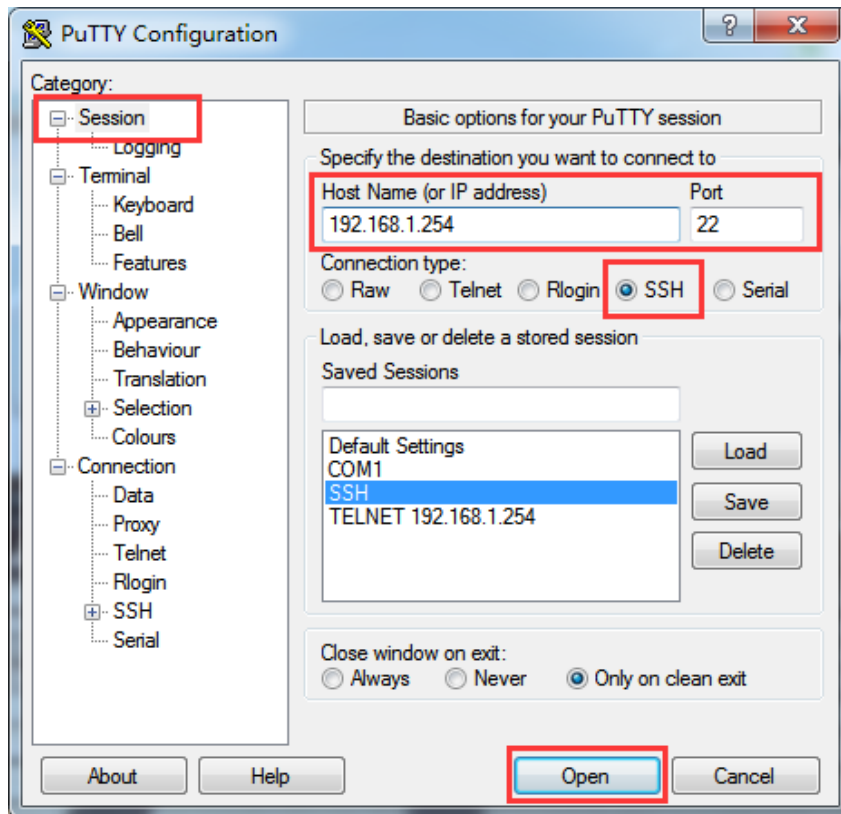 PuTTY Configuration
Category:
Session
Logging
Terminal
Keyboard
Bell
Features
Window
Appearance
Behaviour
Translation
Selection
Colours
Connection
Data
Proxy
Telnet
Rlogin
SSH
Serial
Basic options for your PuTTY session
Specify the destination you want to connect to
Host Name (or IP address) Port
192.168.1.254 22
Connection type:
Raw Telnet Rlogin SSH Serial
Load, save or delete a stored session
Saved Sessions
Default Settings
COM1
SSH
TELNET 192.168.1.254
Load
Save
Delete
Close window on exit:
Always Never Only on clean exit
About Help Open Cancel